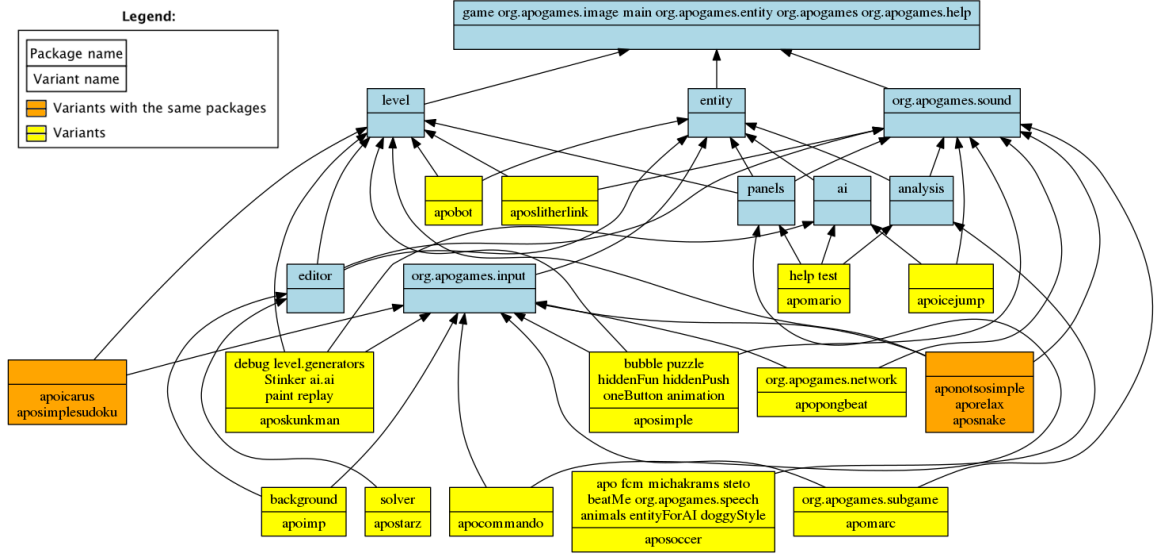 Legend:
Package name
Variant name
Variants with the same packages
Variants
game org.apogames.image main org.apogames.entity org.apogames org.apogames.help
level
entity
org.apogames.sound
apobot
aposlitherlink
panels
ai
analysis
editor
org.apogames.input
help test
apomario
apoicejump
apoicarus
aposimplesudoku
debug level.generators
Stinker ai.ai
paint replay
aposkunkman
bubble puzzle
hiddenFun hiddenPush
oneButton animation
aposimple
org.apogames.network
apopongbeat
aponotsosimple
aporelax
aposnake
background
apoimp
solver
apostarz
apocommando
apo fcm michakrams steto
beatMe org.apogames.speech
animals entityForAI doggyStyle
aposoccer
org.apogames.subgame
apomarc